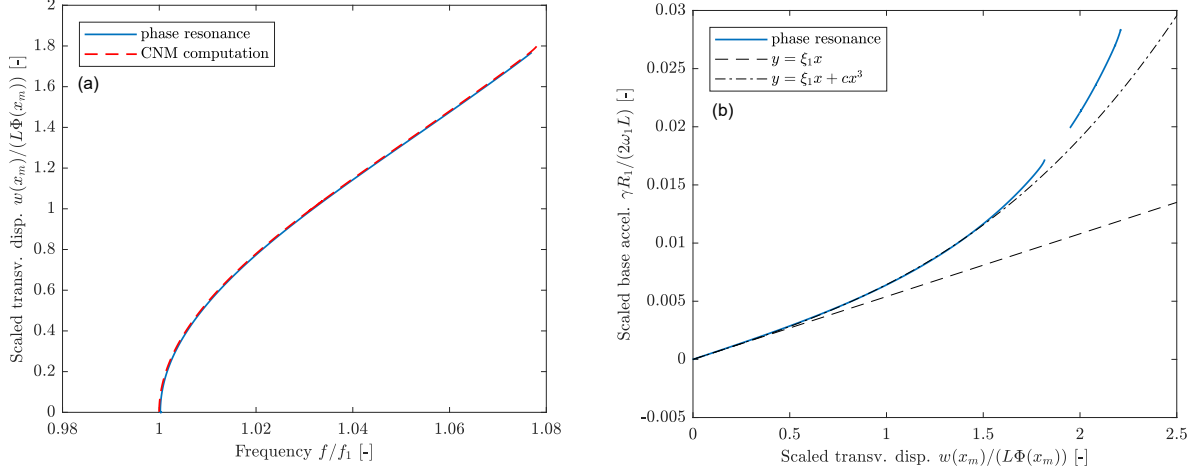 2
1.8
1.6
1.4
1.2
1
0.8
0.6
0.4
0.2
0
Scaled transv. disp. w(x_m)/(LΦ(x_m)) [-]
phase resonance
CNM computation
(a)
0.98
1
1.02
1.04
1.06
1.08
Frequency f/f_1 [-]
0.03
0.025
0.02
0.015
0.01
0.005
0
-0.005
Scaled base accel. γR_1/(2ω_1L) [-]
phase resonance
y = ξ_1x
y = ξ_1x + cx^3
(b)
0
0.5
1
1.5
2
2.5
Scaled transv. disp. w(x_m)/(LΦ(x_m)) [-]